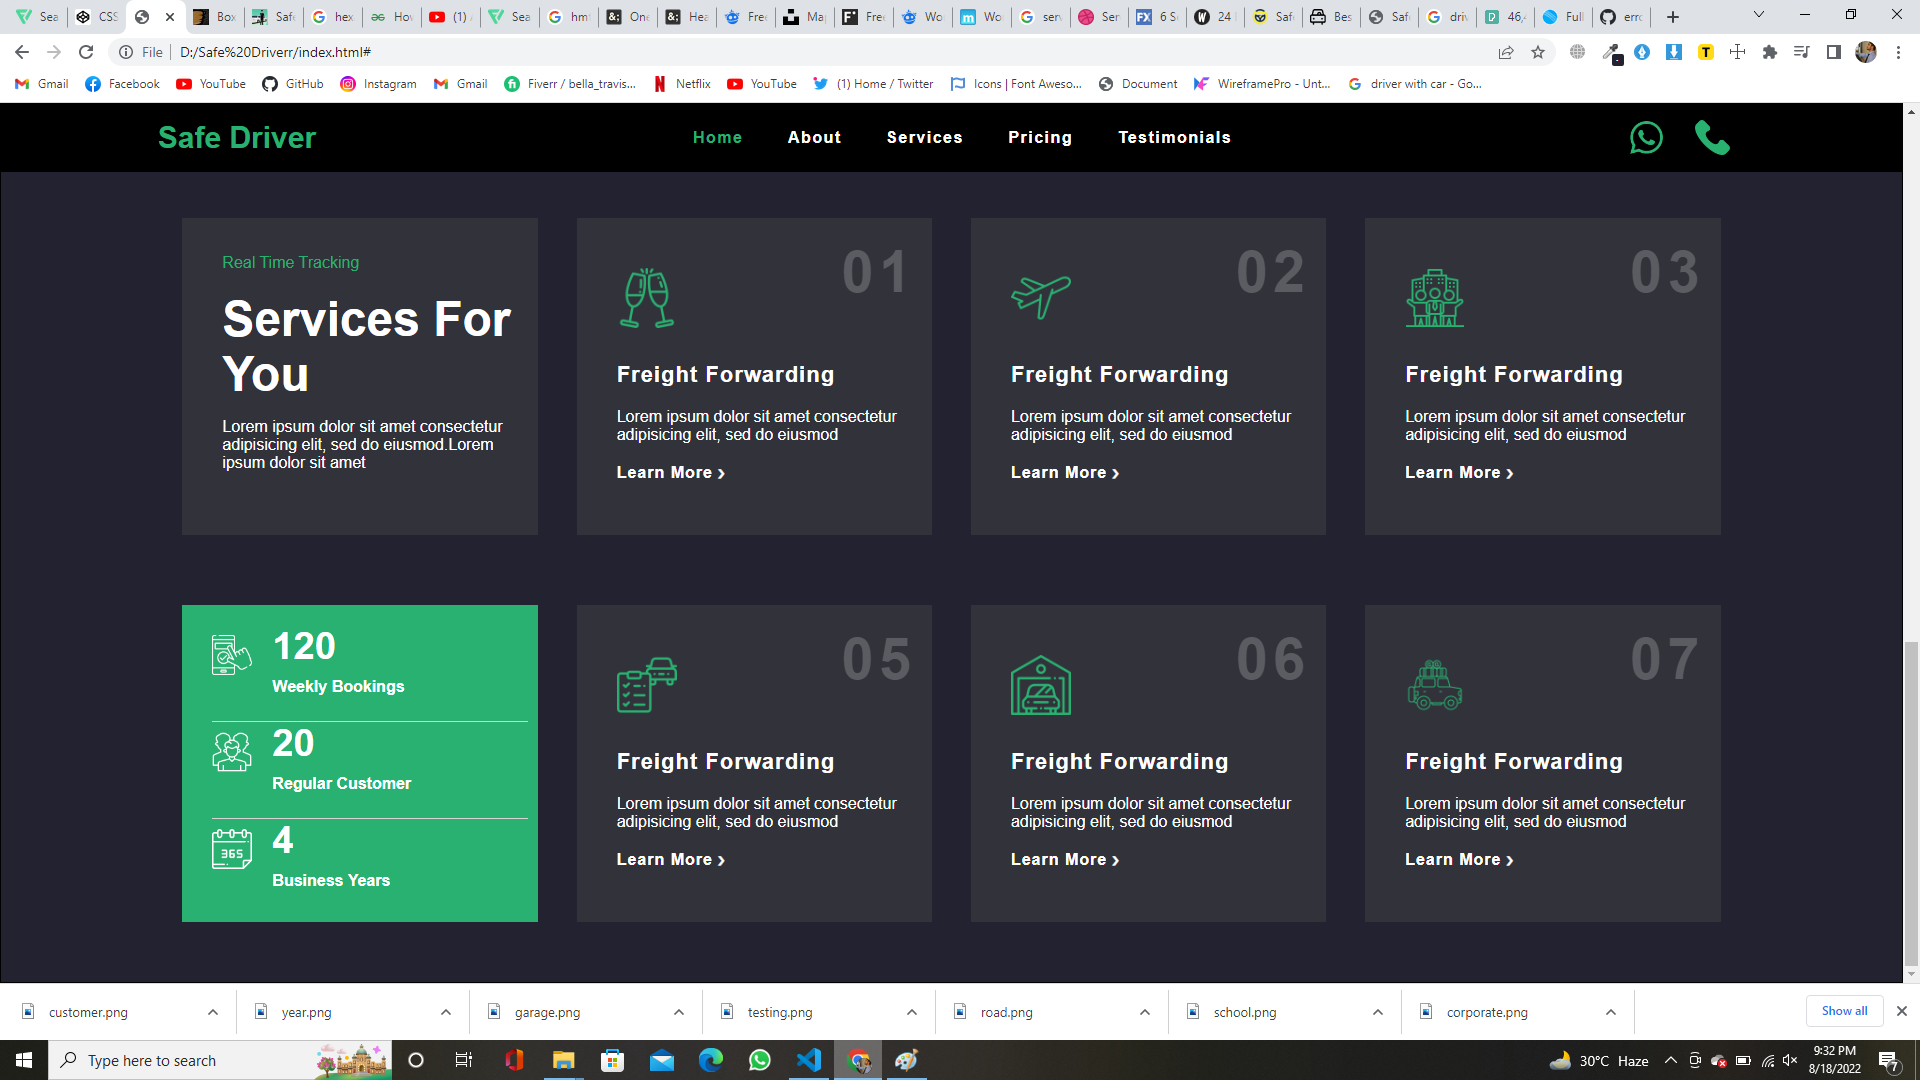 Sea
CSS
Box
Safe
hex
Hov
(1)
Sea
hm
One
Hea
Free
Ma
Free
Wo
Wo
serv
Ser
6 S
24
Safe
Bes
Safe
driv
46,
Full
erro
File | D:/Safe%20Driverr/index.html#
Gmail
Facebook
YouTube
GitHub
Instagram
Gmail
Fiverr / bella_travis...
Netflix
YouTube
(1) Home / Twitter
Icons | Font Aweso...
Document
WireframePro - Unt...
driver with car - Go...
Safe Driver
Home
About
Services
Pricing
Testimonials
Real Time Tracking
Services For
You
Lorem ipsum dolor sit amet consectetur
adipisicing elit, sed do eiusmod.Lorem
ipsum dolor sit amet
01
Freight Forwarding
Lorem ipsum dolor sit amet consectetur
adipisicing elit, sed do eiusmod
Learn More ›
02
Freight Forwarding
Lorem ipsum dolor sit amet consectetur
adipisicing elit, sed do eiusmod
Learn More ›
03
Freight Forwarding
Lorem ipsum dolor sit amet consectetur
adipisicing elit, sed do eiusmod
Learn More ›
120
Weekly Bookings
20
Regular Customer
365
4
Business Years
05
Freight Forwarding
Lorem ipsum dolor sit amet consectetur
adipisicing elit, sed do eiusmod
Learn More ›
06
Freight Forwarding
Lorem ipsum dolor sit amet consectetur
adipisicing elit, sed do eiusmod
Learn More ›
07
Freight Forwarding
Lorem ipsum dolor sit amet consectetur
adipisicing elit, sed do eiusmod
Learn More ›
customer.png
year.png
garage.png
testing.png
road.png
school.png
corporate.png
Show all
Type here to search
30°C Haze
9:32 PM
8/18/2022
7